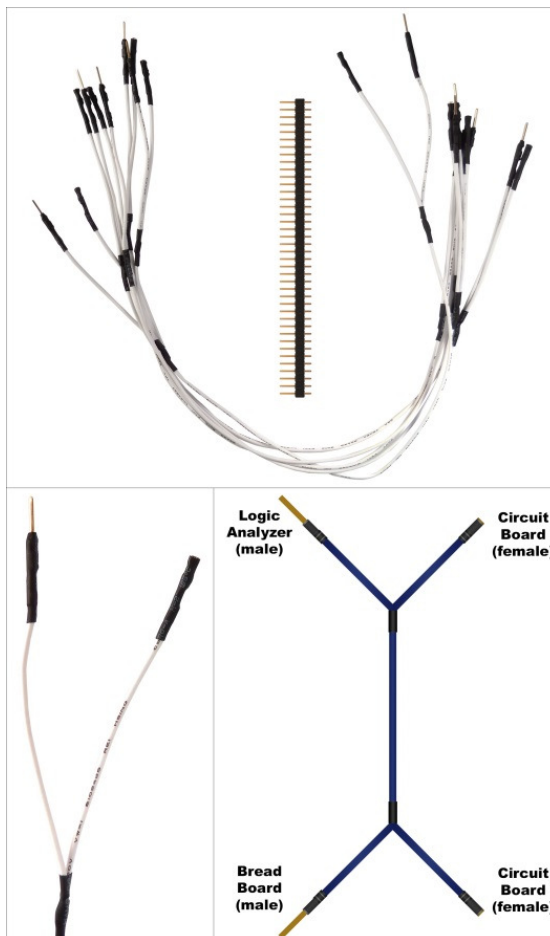 Logic
Analyzer
(male)
Circuit
Board
(female)
Bread
Board
(male)
Circuit
Board
(female)